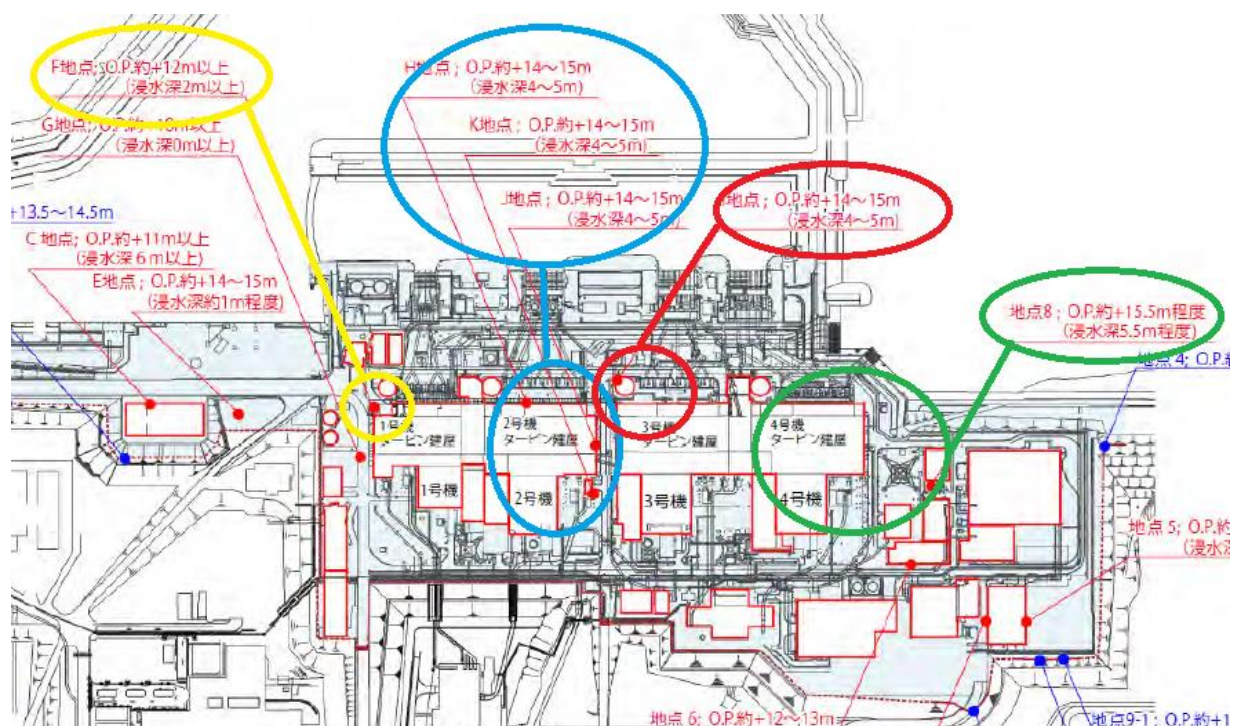 F地点; O.P.約+12m以上
(浸水深2m以上)
H地点; O.P.約+14～15m
(浸水深4～5m)
G地点; O.P.約+10m以上
(浸水深0m以上)
K地点; O.P.約+14～15m
(浸水深4～5m)
J地点; O.P.約+14～15m
(浸水深4～5m)
地点; O.P.約+14～15m
(浸水深4～5m)
+13.5～14.5m
C地点; O.P.約+11m以上
(浸水深6m以上)
E地点; O.P.約+14～15m
(浸水深約1m程度)
地点8; O.P.約+15.5m程度
(浸水深5.5m程度)
地点4; O.P.
1号機
タービン建屋
2号機
タービン建屋
3号機
タービン建屋
4号機
タービン建屋
1号機
2号機
3号機
4号機
地点5; O.P.約
(浸水
地点6; O.P.約+12～13m
地点9-1; O.P.約+1